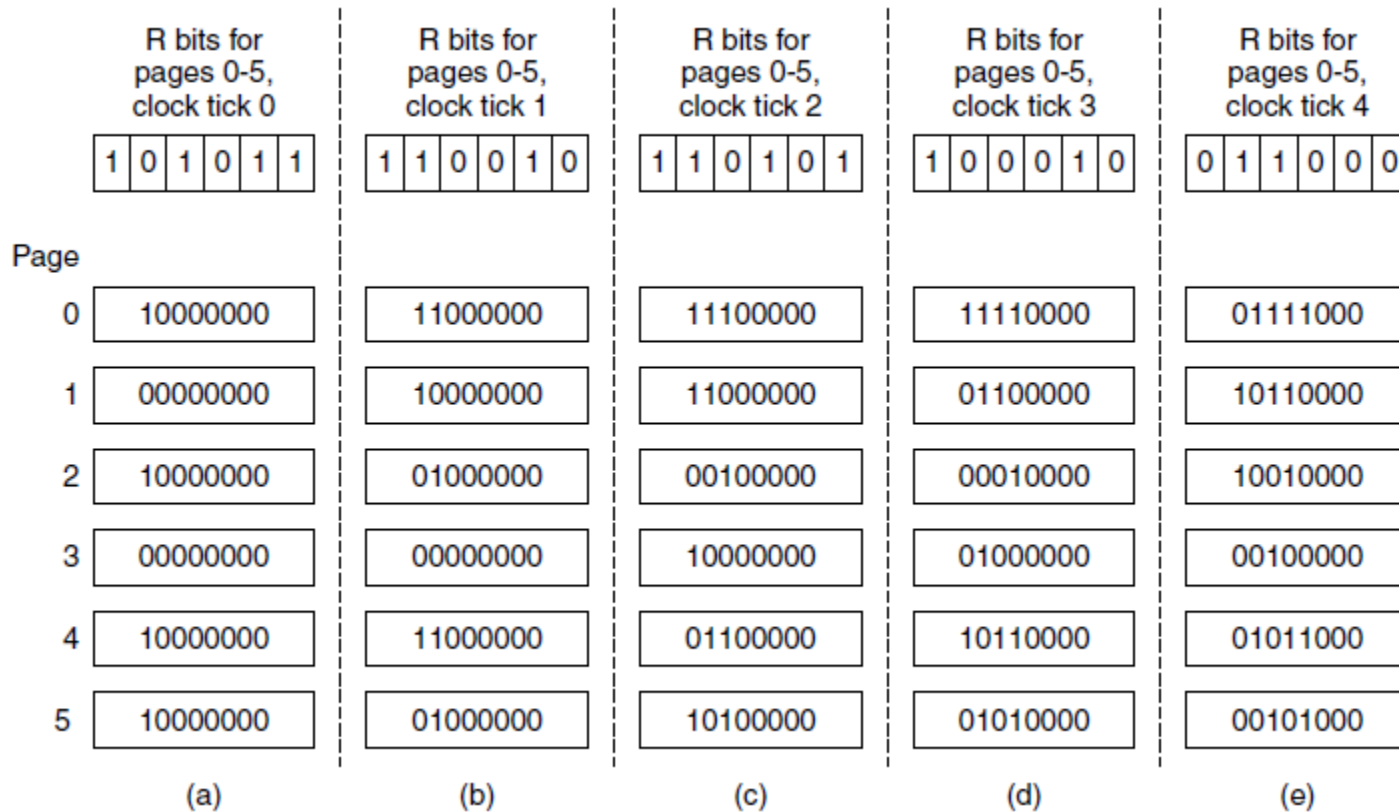 R bits for
pages 0-5,
clock tick 0
R bits for
pages 0-5,
clock tick 1
R bits for
pages 0-5,
clock tick 2
R bits for
pages 0-5,
clock tick 3
R bits for
pages 0-5,
clock tick 4
1 0 1 0 1 1
1 1 0 0 1 0
1 1 0 1 0 1
1 0 0 0 1 0
0 1 1 0 0 0
Page
0 10000000 11000000 11100000 11110000 01111000
1 00000000 10000000 11000000 01100000 10110000
2 10000000 01000000 00100000 00010000 10010000
3 00000000 00000000 10000000 01000000 00100000
4 10000000 11000000 01100000 10110000 01011000
5 10000000 01000000 10100000 01010000 00101000
(a) (b) (c) (d) (e)